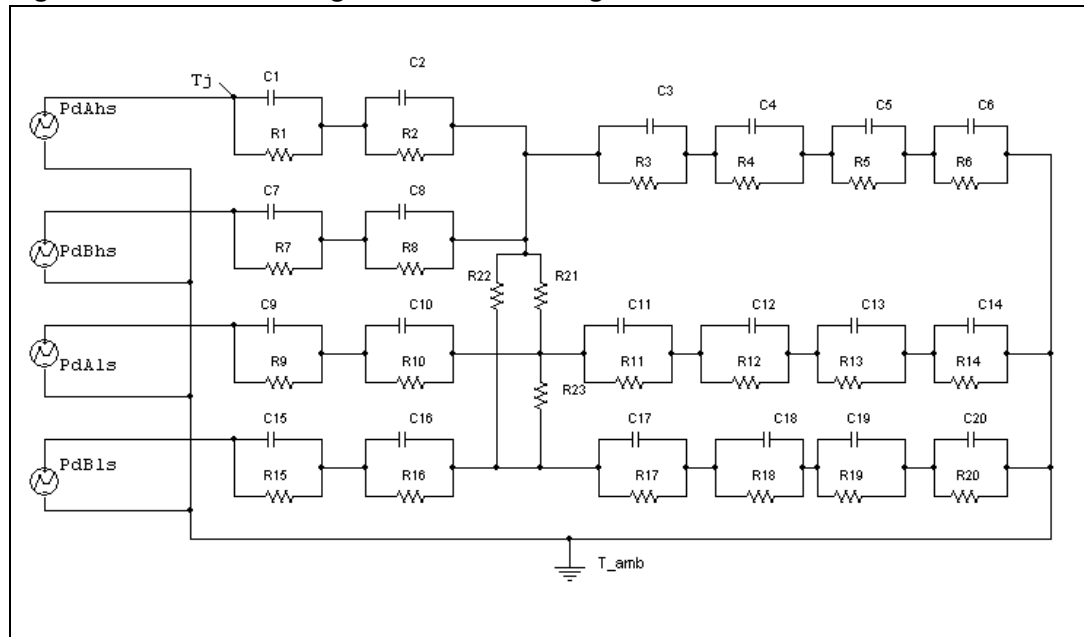 C1
C2
Tj
PdAhs
R1
R2
C3
C4
C5
C6
R3
R4
R5
R6
C7
C8
PdBhs
R7
R8
R22
R21
C9
C10
C11
C12
C13
C14
PdAls
R9
R10
R11
R12
R13
R14
R23
C15
C16
C17
C18
C19
C20
PdBls
R15
R16
R17
R18
R19
R20
T_amb